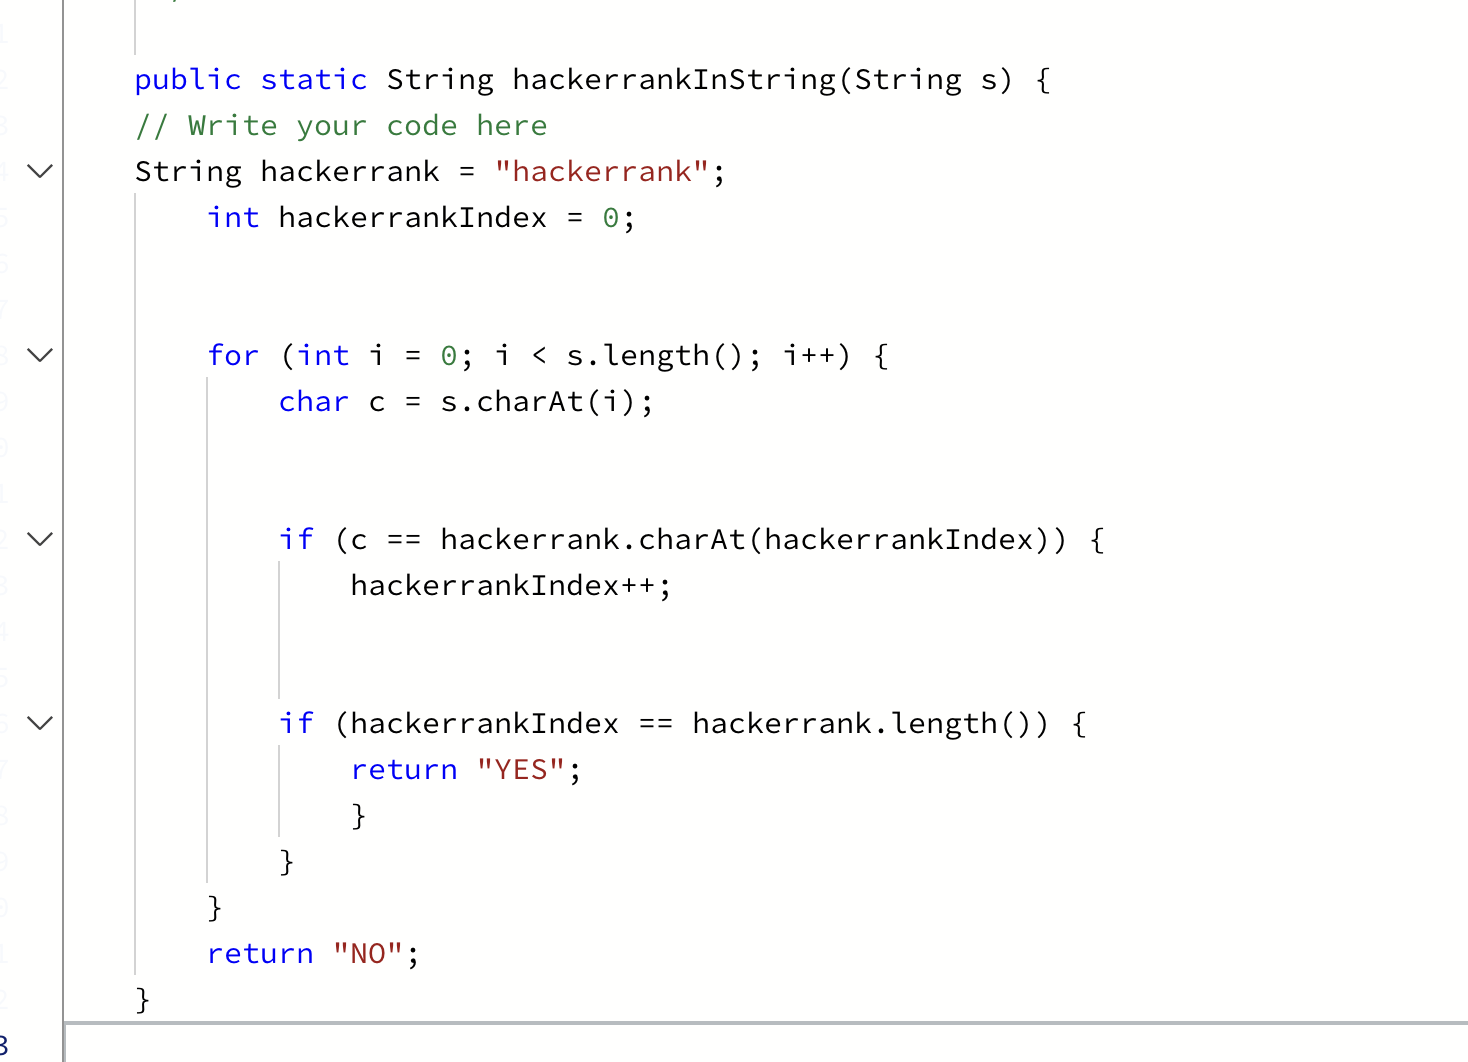 public static String hackerrankInString(String s) {
// Write your code here
String hackerrank = "hackerrank";
int hackerrankIndex = 0;
for (int i = 0; i < s.length(); i++) {
char c = s.charAt(i);
if (c == hackerrank.charAt(hackerrankIndex)) {
hackerrankIndex++;
if (hackerrankIndex == hackerrank.length()) {
return "YES";
}
}
}
return "NO";
}